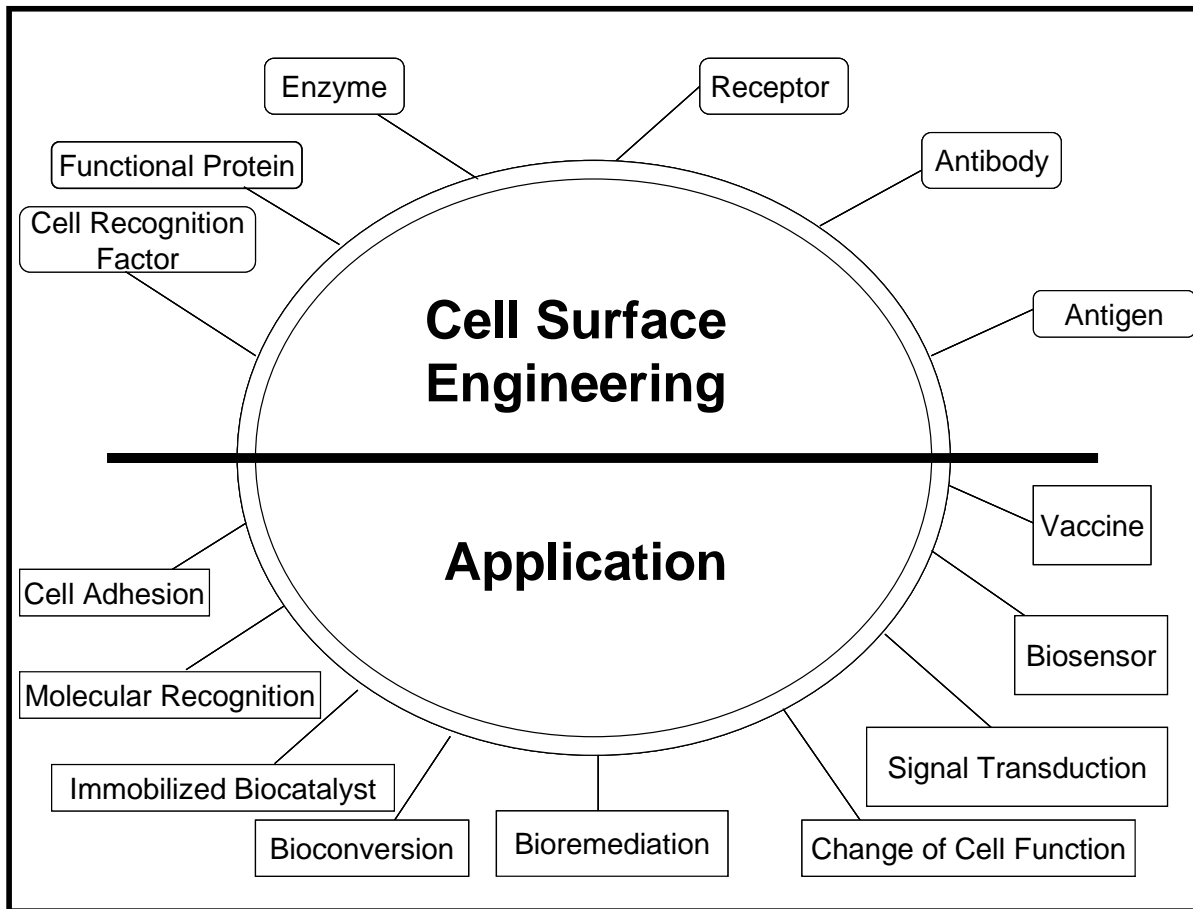 Enzyme
Receptor
Functional Protein
Antibody
Cell Recognition
Factor
Antigen
Cell Surface
Engineering
Application
Vaccine
Cell Adhesion
Biosensor
Molecular Recognition
Signal Transduction
Immobilized Biocatalyst
Bioconversion
Bioremediation
Change of Cell Function